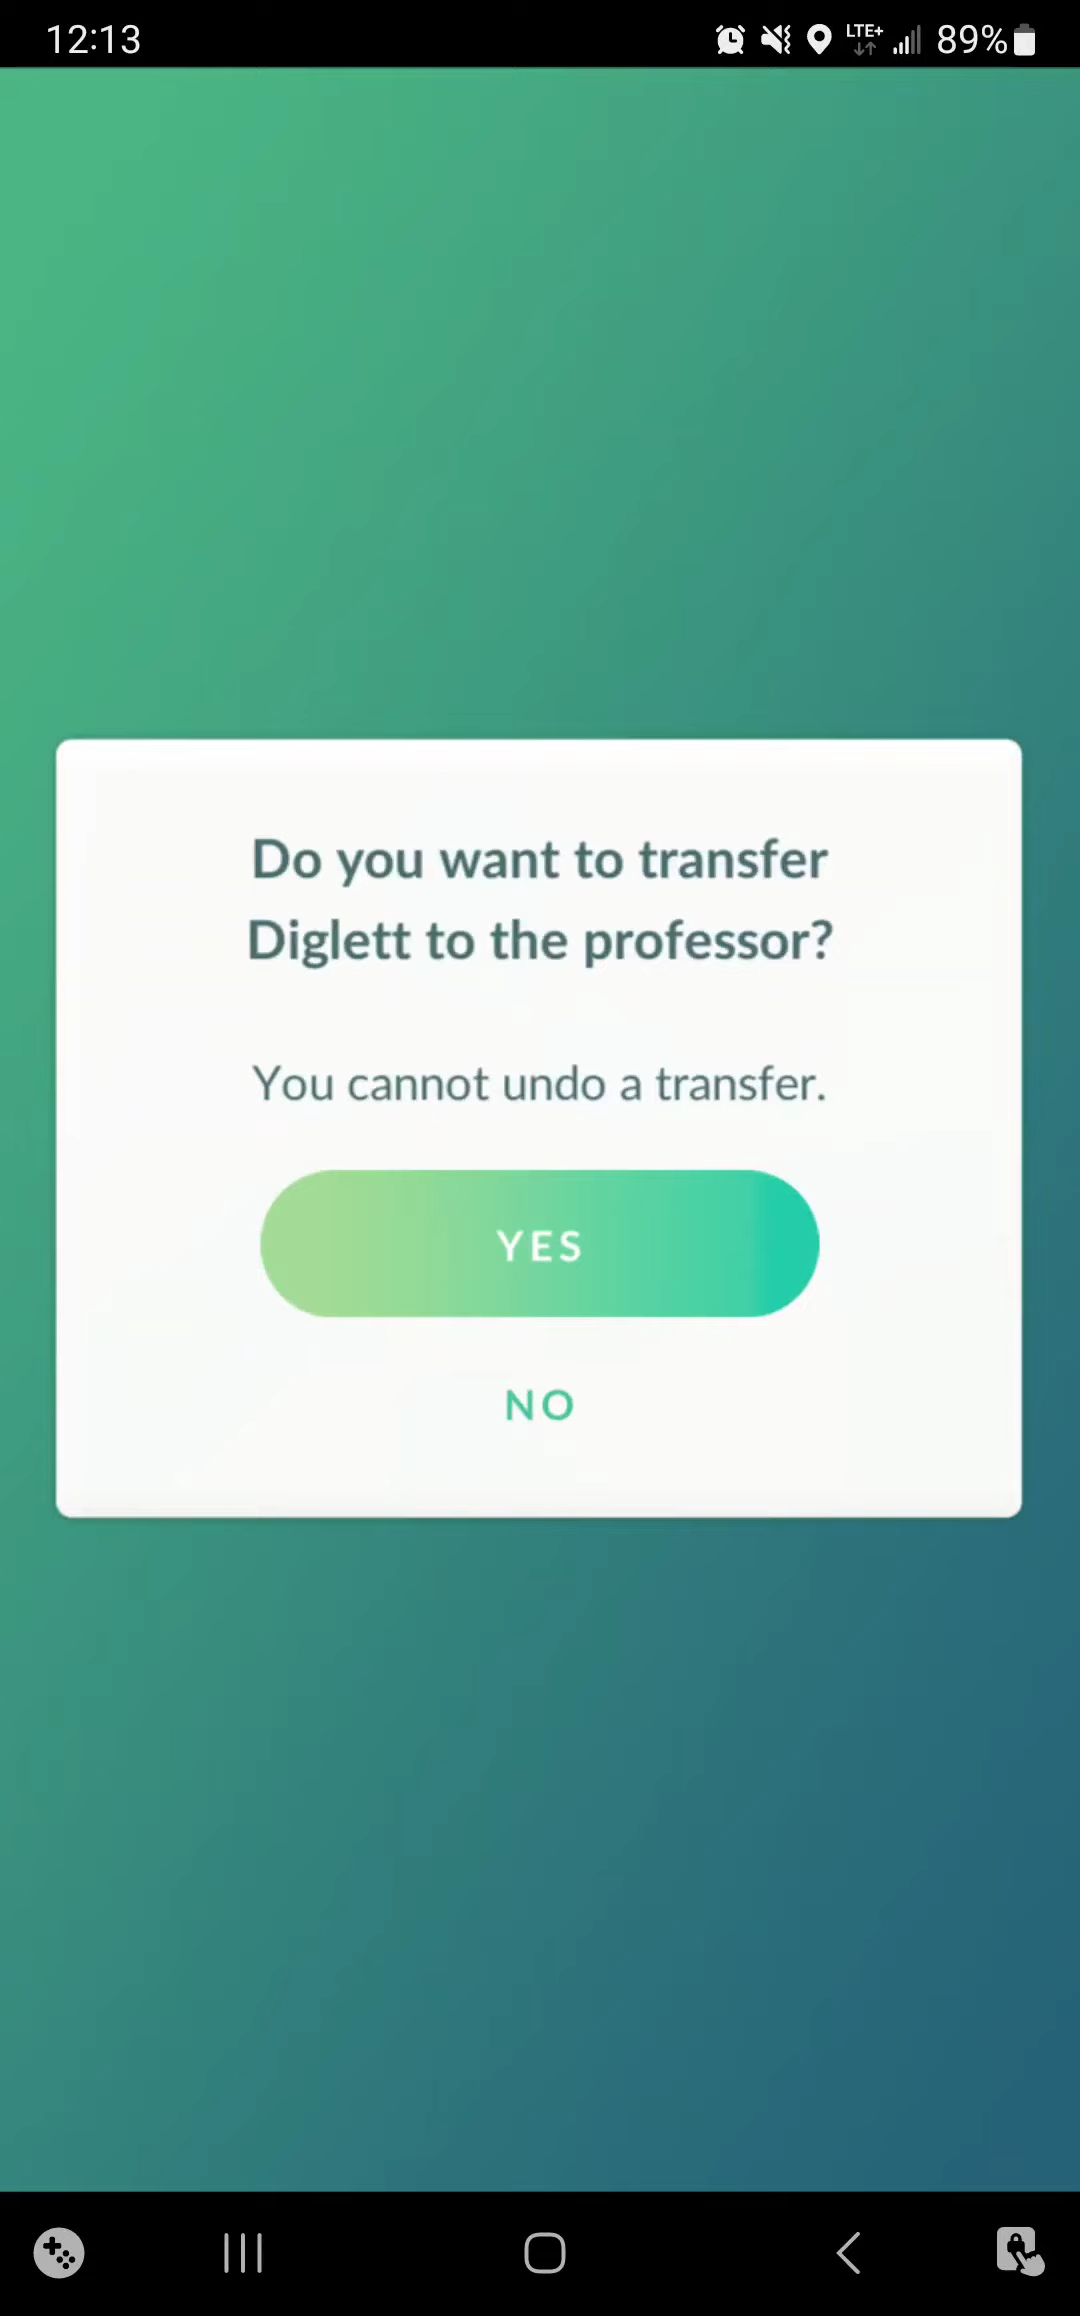 12:13 LTE+ 89%
Do you want to transfer
Diglett to the professor?
You cannot undo a transfer.
YES
NO